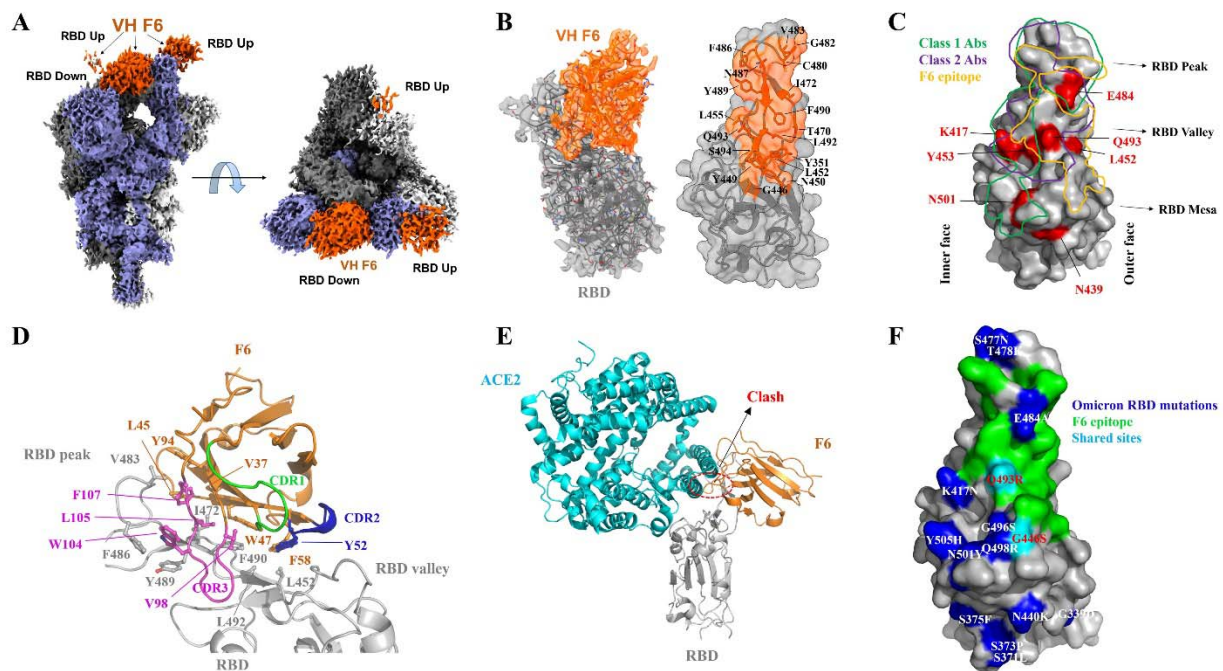 A
VH F6
RBD Up
RBD Up
RBD Down
RBD Up
VH F6
RBD Down
RBD Up
B
VH F6
RBD
V483
F486
G482
N487
C480
Y489
I472
F490
L455
T470
Q493
L492
S494
Y351
L452
Y449
N450
G446
C
Class 1 Abs
Class 2 Abs
F6 epitope
RBD Peak
E484
K417
RBD Valley
Y453
Q493
L452
N501
RBD Mesa
Inner face
Outer face
N439
D
F6
L45
Y94
RBD peak
V483
V37
CDR1
F107
I472
L105
CDR2
W104
W47
Y52
F486
F490
F58
Y489
RBD valley
CDR3
L452
V98
L492
RBD
E
ACE2
Clash
F6
RBD
F
S477N
Omicron RBD mutations
E484A
F6 epitope
Shared sites
Q493R
K417N
G496S
G446S
Y505H
Q498R
N501Y
N440K
S373P